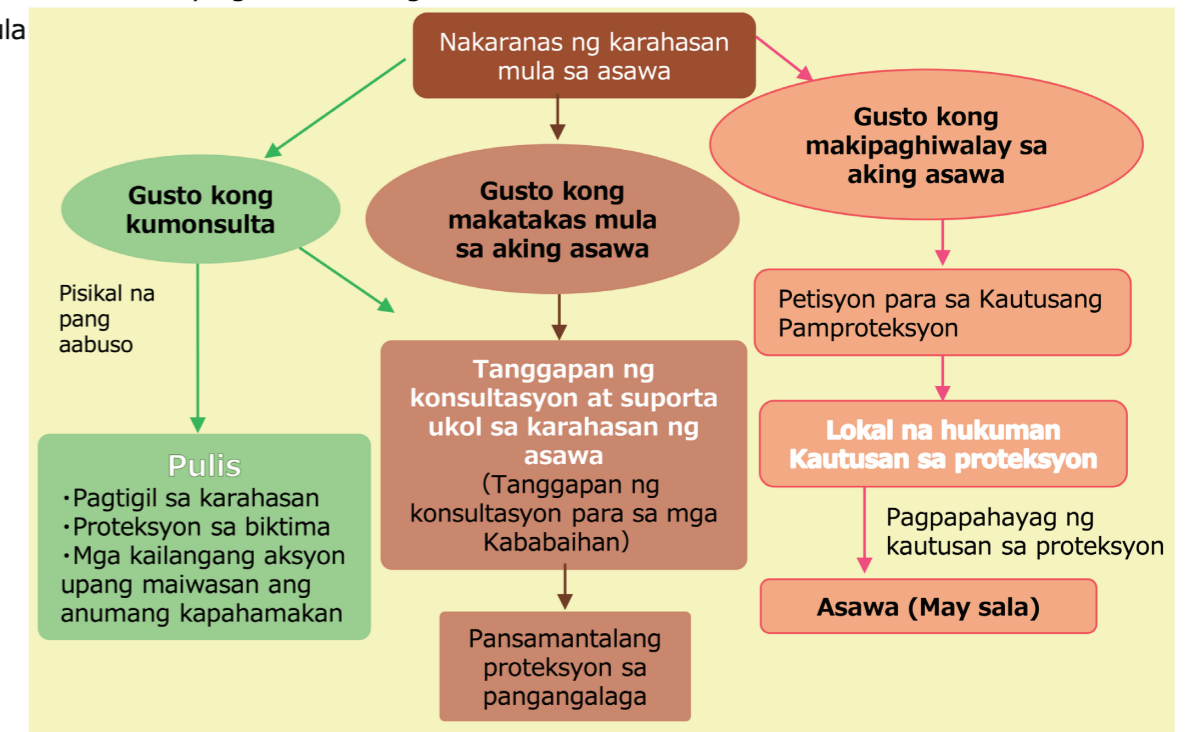 ula
Nakaranas ng karahasan
mula sa asawa
Gusto kong
kumonsulta
Gusto kong
makatakas mula
sa aking asawa
Gusto kong
makipaghiwalay sa
aking asawa
Pisikal na
pang
aabuso
Pulis
・Pagtigil sa karahasan
・Proteksyon sa biktima
・Mga kailangang aksyon
upang maiwasan ang
anumang kapahamakan
Tanggapan ng
konsultasyon at suporta
ukol sa karahasan ng
asawa
（Tanggapan ng
konsultasyon para sa mga
Kababaihan）
Pansamantalang
proteksyon sa
pangangalaga
Petisyon para sa Kautusang
Pamproteksyon
Lokal na hukuman
Kautusan sa proteksyon
Pagpapahayag ng
kautusan sa proteksyon
Asawa (May sala)